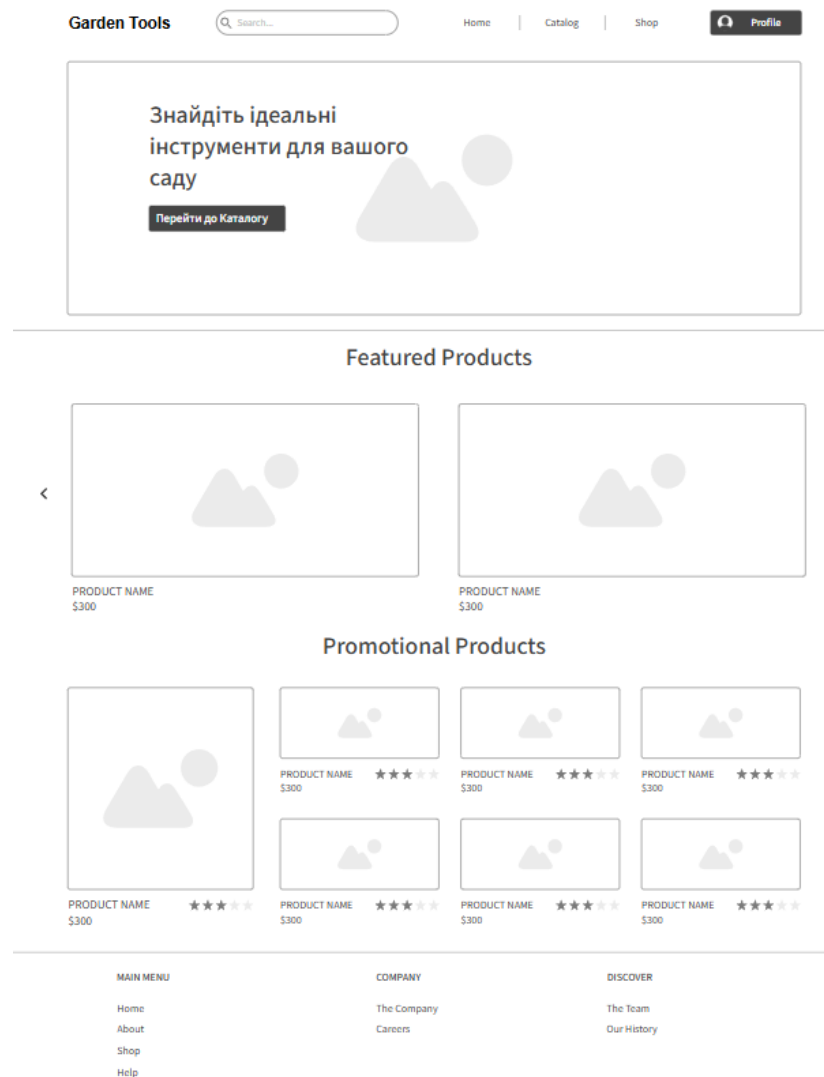 Garden Tools
Search...
Home
Catalog
Shop
Profile
Знайдіть ідеальні
інструменти для вашого
саду
Перейти до Каталогу
Featured Products
PRODUCT NAME
$300
PRODUCT NAME
$300
Promotional Products
PRODUCT NAME
$300
PRODUCT NAME
$300
PRODUCT NAME
$300
PRODUCT NAME
$300
PRODUCT NAME
$300
PRODUCT NAME
$300
PRODUCT NAME
$300
MAIN MENU
Home
About
Shop
Help
COMPANY
The Company
Careers
DISCOVER
The Team
Our History